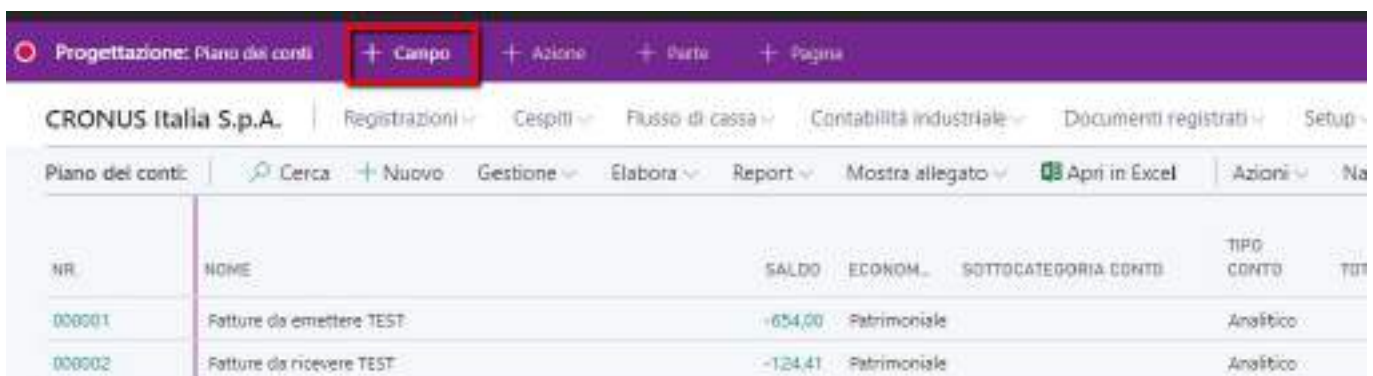 Progettazione: Piano dei conti + Campo + Azione + Parte + Pagina
CRONUS Italia S.p.A. | Registrazioni Cespiti Flusso di cassa Contabilità industriale Documenti registrati Setup
Piano dei conti: | Cerca + Nuovo Gestione Elabora Report Mostra allegato Apri in Excel | Azioni Na
NR. NOME SALDO ECONOM... SOTTOCATEGORIA CONTO TIPO CONTO TOT
000001 Fatture da emettere TEST -654,00 Patrimoniale Analitico
000002 Fatture da ricevere TEST -124,41 Patrimoniale Analitico